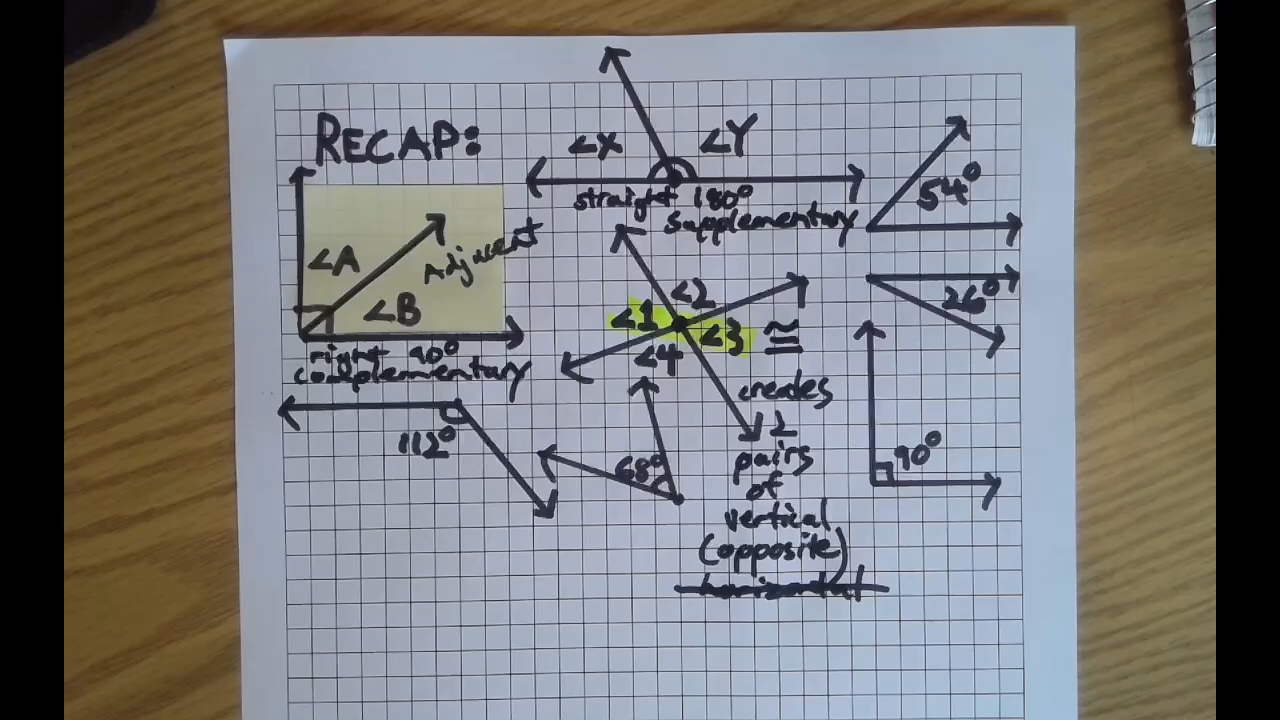 RECAP:
<X
<Y
straight 180°
supplementary
<A
<B
Adjacent
right 90°
complementary
<1
<2
<3
<4
≅
creates
2
pairs
of
vertical
(opposite)
horizontal
112°
68°
54°
26°
90°